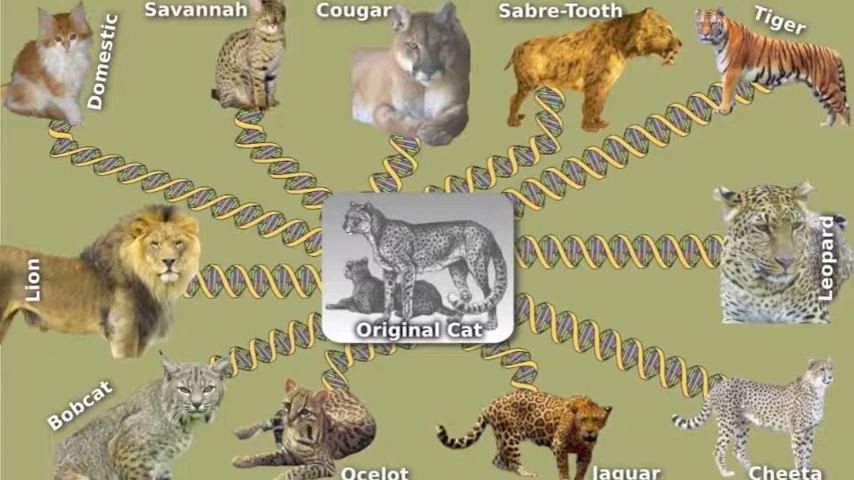 Savannah
Cougar
Sabre-Tooth
Tiger
Domestic
Lion
Original Cat
Leopard
Bobcat
Ocelot
Jaguar
Cheeta